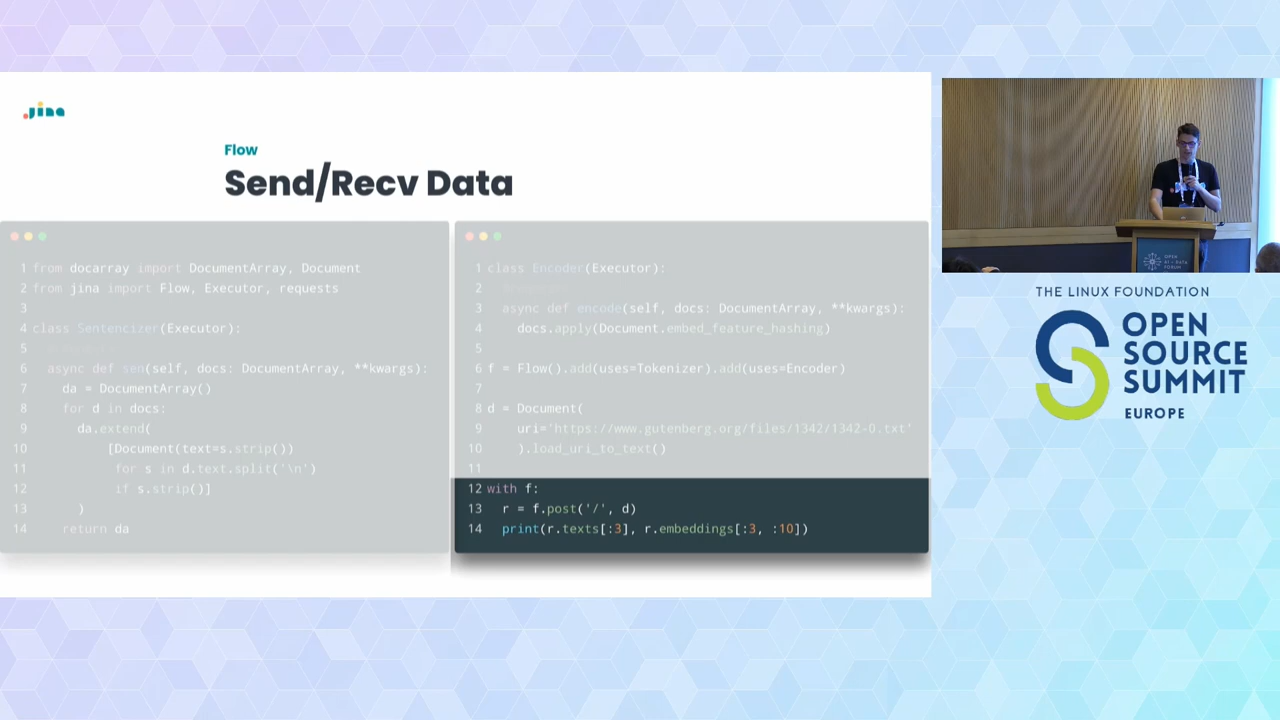 Jina
Flow
Send/Recv Data
1 from docarray import DocumentArray, Document
2 from jina import Flow, Executor, requests
3
4 class Sentencizer(Executor):
5
6 async def sen(self, docs: DocumentArray, **kwargs):
7 da = DocumentArray()
8 for d in docs:
9 da.extend(
10 [Document(text=s.strip())
11 for s in d.text.split('\n')
12 if s.strip()]
13 )
14 return da
1 class Encoder(Executor):
2
3 async def encode(self, docs: DocumentArray, **kwargs):
4 docs.apply(Document.embed_feature_hashing)
5
6 f = Flow().add(uses=Tokenizer).add(uses=Encoder)
7
8 d = Document(
9 uri='https://www.gutenberg.org/files/1342/1342-0.txt'
10 ).load_uri_to_text()
11
12 with f:
13 r = f.post('/', d)
14 print(r.texts[:3], r.embeddings[:3, :10])
THE LINUX FOUNDATION
OPEN
SOURCE
SUMMIT
EUROPE
OPEN
AI + DATA
FORUM